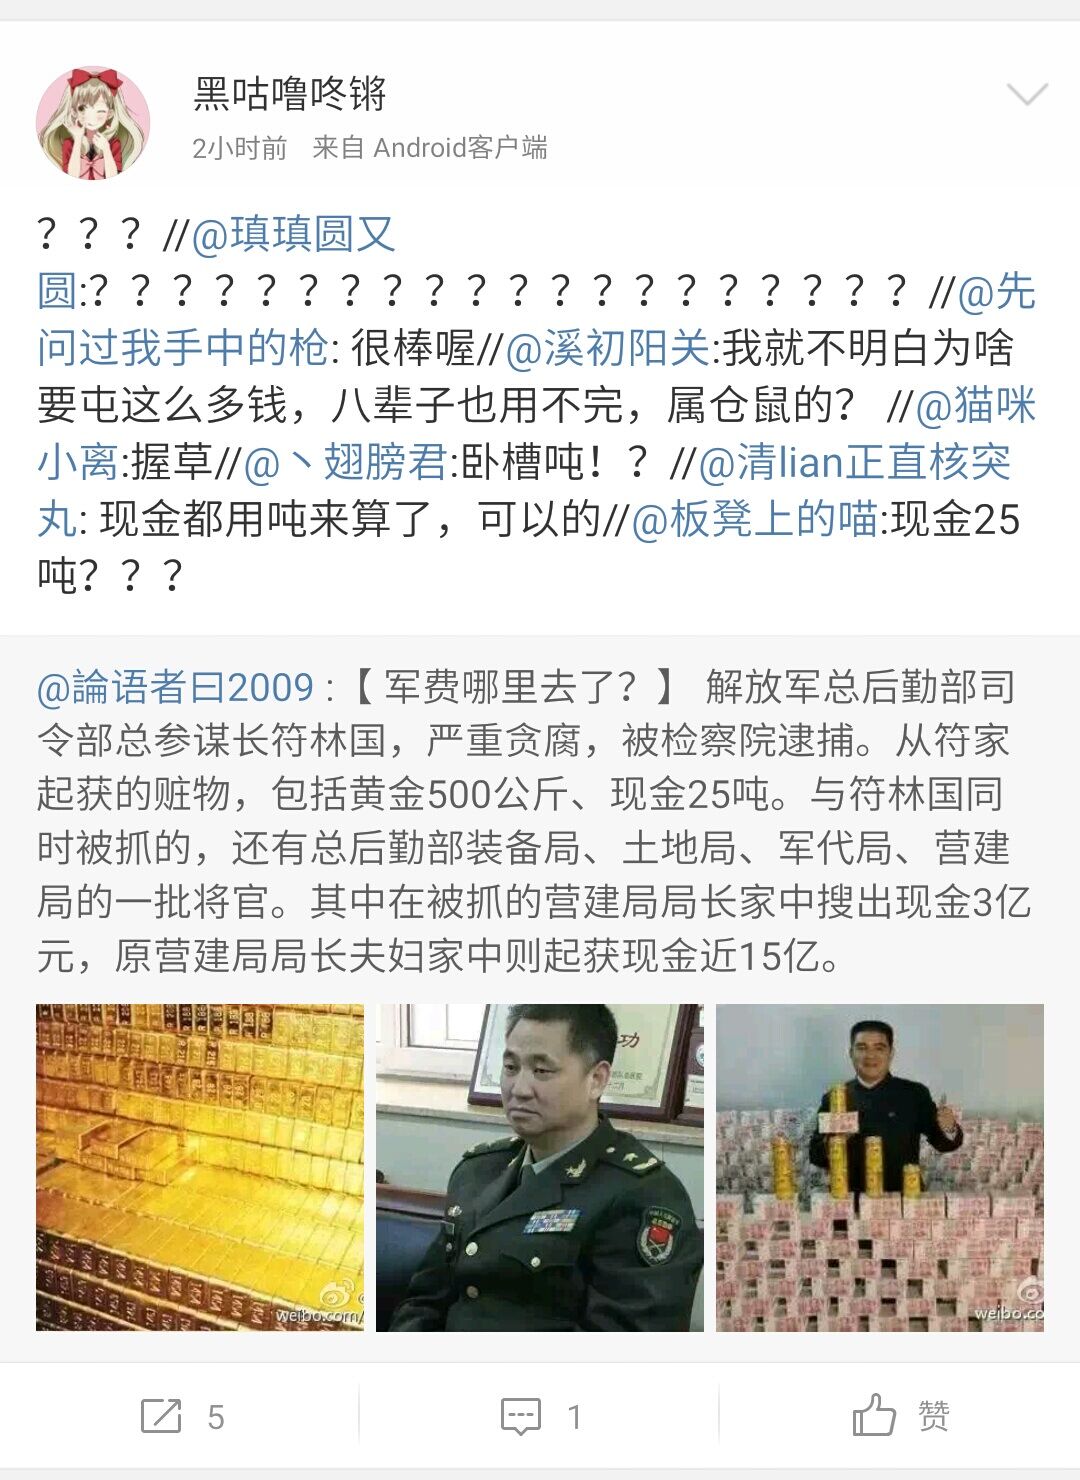 黑咕噜咚锵
2小时前 来自 Android客户端
？？？//@瑱瑱圆又
圆:？？？？？？？？？？？？？？？？？？？？//@先
问过我手中的枪: 很棒喔//@溪初阳关:我就不明白为啥
要屯这么多钱，八辈子也用不完，属仓鼠的？ //@猫咪
小离:握草//@丶翅膀君:卧槽吨！？//@清lian正直核突
丸: 现金都用吨来算了，可以的//@板凳上的喵:现金25
吨？？？
@論语者曰2009 :【 军费哪里去了？】 解放军总后勤部司
令部总参谋长符林国，严重贪腐，被检察院逮捕。从符家
起获的赃物，包括黄金500公斤、现金25吨。与符林国同
时被抓的，还有总后勤部装备局、土地局、军代局、营建
局的一批将官。其中在被抓的营建局局长家中搜出现金3亿
元，原营建局局长夫妇家中则起获现金近15亿。
weibo.com/
weibo.co
5
1
赞